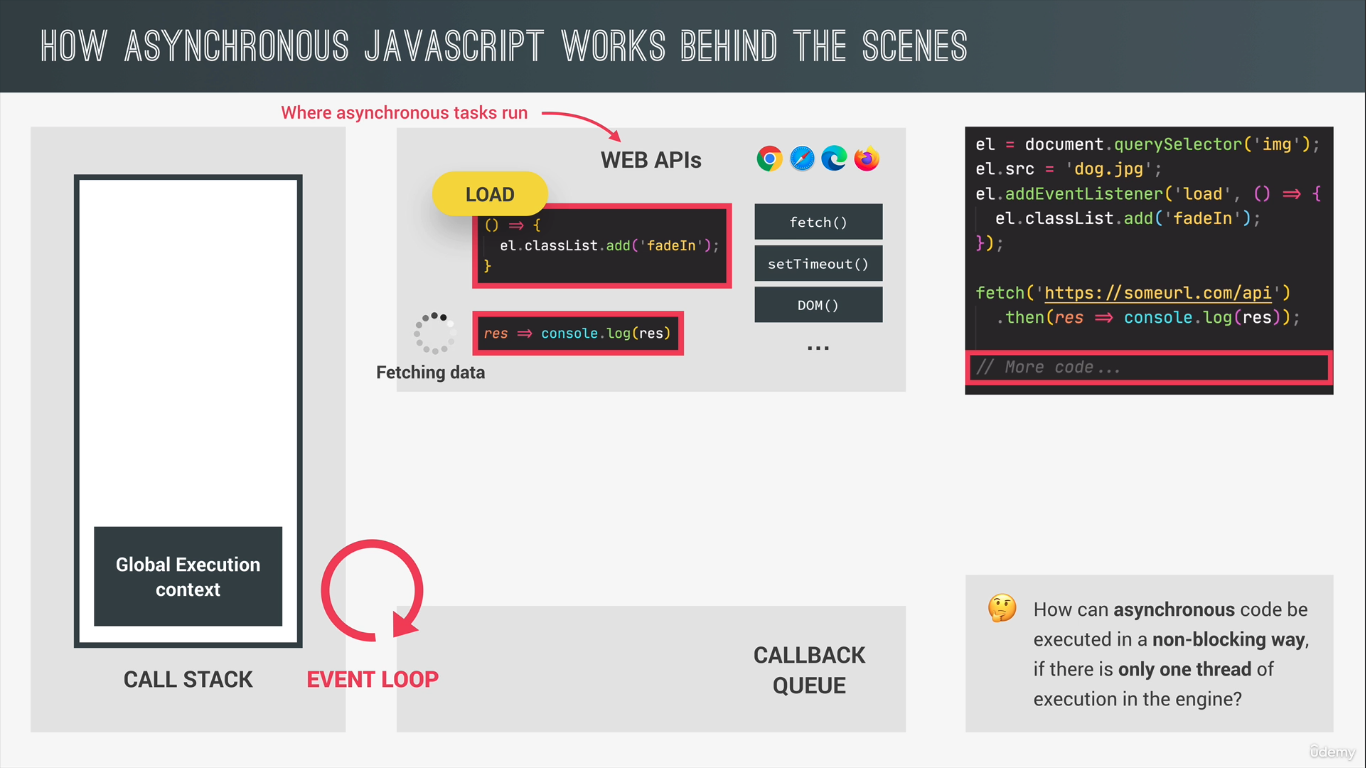 HOW ASYNCHRONOUS JAVASCRIPT WORKS BEHIND THE SCENES
Where asynchronous tasks run
WEB APIs
LOAD
() => {
el.classList.add('fadeIn');
}
res => console.log(res)
Fetching data
fetch()
setTimeout()
DOM()
...
el = document.querySelector('img');
el.src = 'dog.jpg';
el.addEventListener('load', () => {
el.classList.add('fadeIn');
});
fetch('https://someurl.com/api')
.then(res => console.log(res));
// More code...
Global Execution
context
CALL STACK
EVENT LOOP
CALLBACK
QUEUE
How can asynchronous code be
executed in a non-blocking way,
if there is only one thread of
execution in the engine?
ûdemy